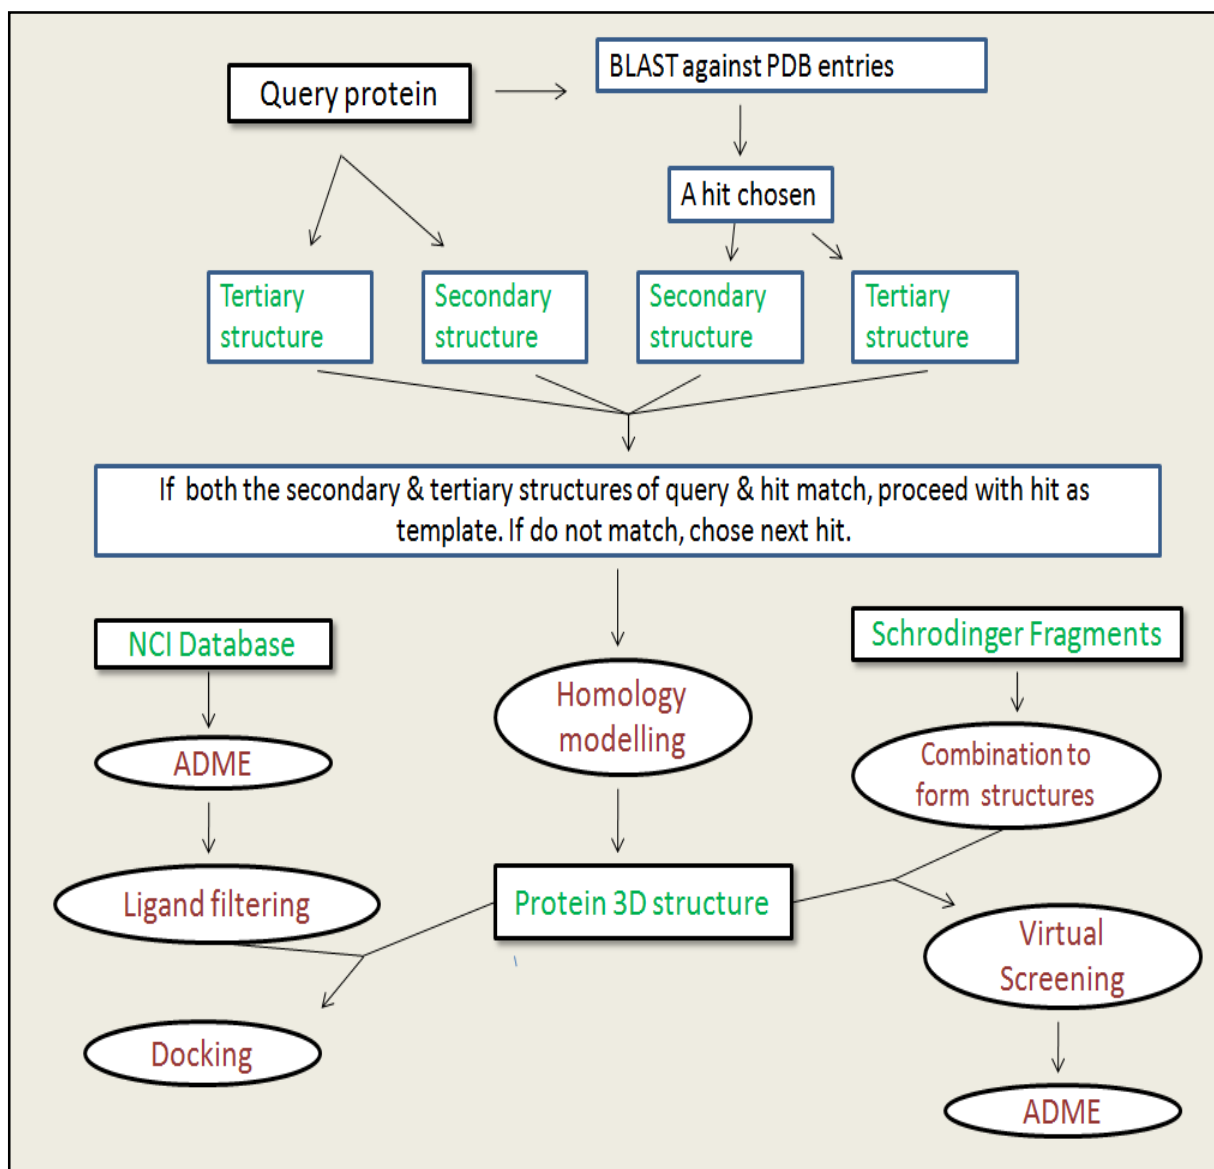 BLAST against PDB entries
Query protein
A hit chosen
Tertiary
structure
Secondary
structure
Secondary
structure
Tertiary
structure
If both the secondary & tertiary structures of query & hit match, proceed with hit as
template. If do not match, chose next hit.
NCI Database
Schrodinger Fragments
Homology
modelling
ADME
Combination to
form structures
Ligand filtering
Protein 3D structure
Virtual
Screening
Docking
ADME